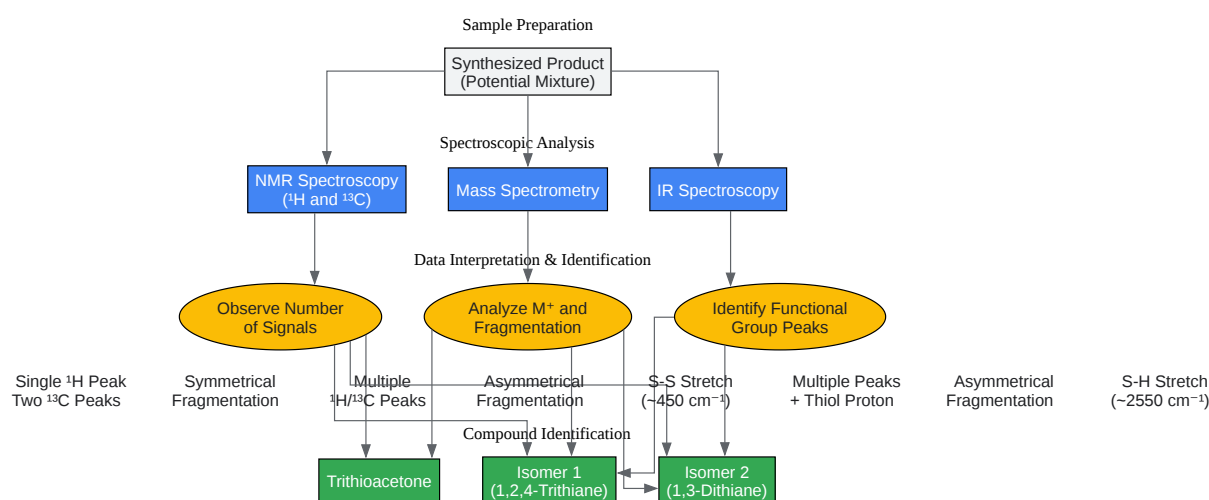 Sample Preparation
Synthesized Product
(Potential Mixture)
Spectroscopic Analysis
NMR Spectroscopy
(¹H and ¹³C)
Mass Spectrometry
IR Spectroscopy
Data Interpretation & Identification
Observe Number
of Signals
Analyze M⁺ and
Fragmentation
Identify Functional
Group Peaks
Single ¹H Peak
Two ¹³C Peaks
Symmetrical
Fragmentation
Multiple
¹H/¹³C Peaks
Asymmetrical
Fragmentation
S-S Stretch
(~450 cm⁻¹)
Multiple Peaks
+ Thiol Proton
Asymmetrical
Fragmentation
S-H Stretch
(~2550 cm⁻¹)
Compound Identification
Trithioacetone
Isomer 1
(1,2,4-Trithiane)
Isomer 2
(1,3-Dithiane)